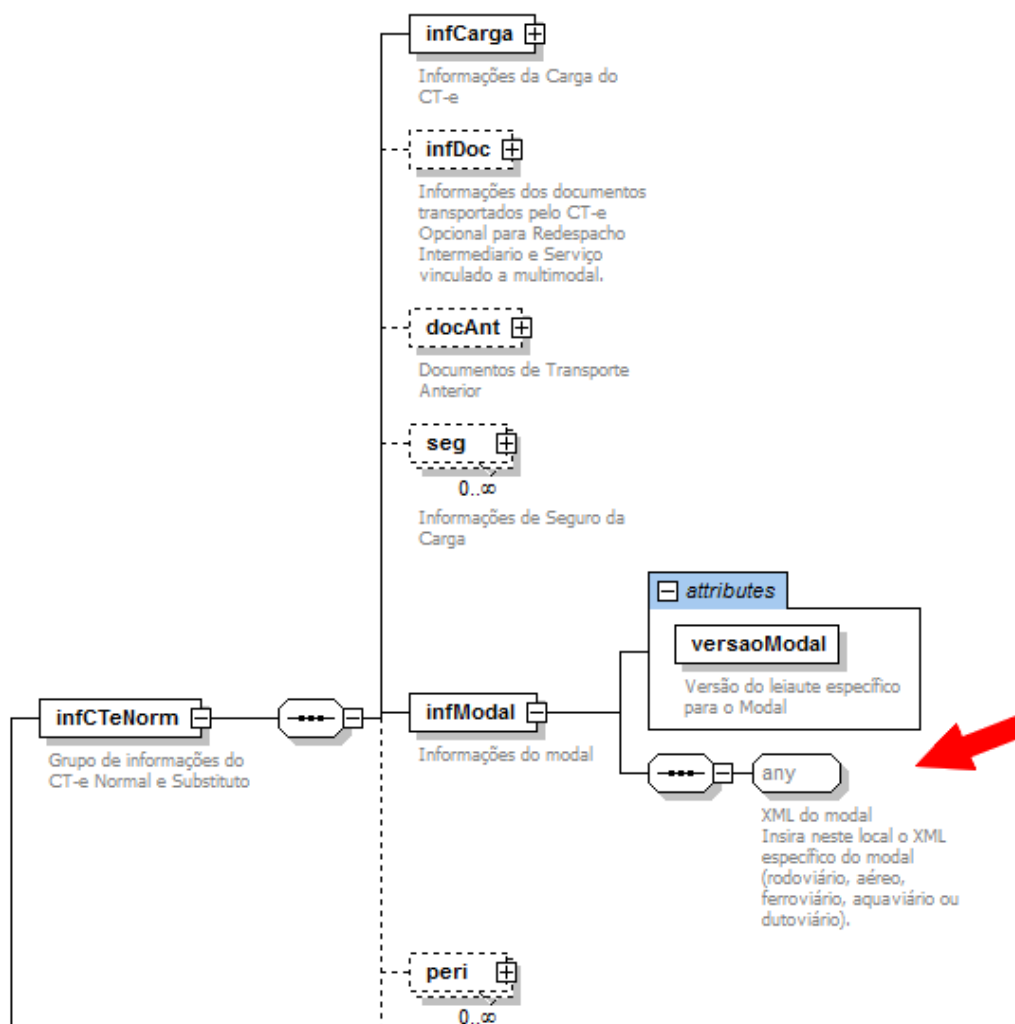 infCarga
Informações da Carga do
CT-e
infDoc
Informações dos documentos
transportados pelo CT-e
Opcional para Redespacho
Intermediario e Serviço
vinculado a multimodal.
docAnt
Documentos de Transporte
Anterior
seg
0..∞
Informações de Seguro da
Carga
attributes
versaoModal
Versão do leiaute específico
para o Modal
infCTeNorm
Grupo de informações do
CT-e Normal e Substituto
infModal
Informações do modal
any
XML do modal
Insira neste local o XML
específico do modal
(rodoviário, aéreo,
ferroviário, aquaviário ou
dutoviário).
peri
0..∞